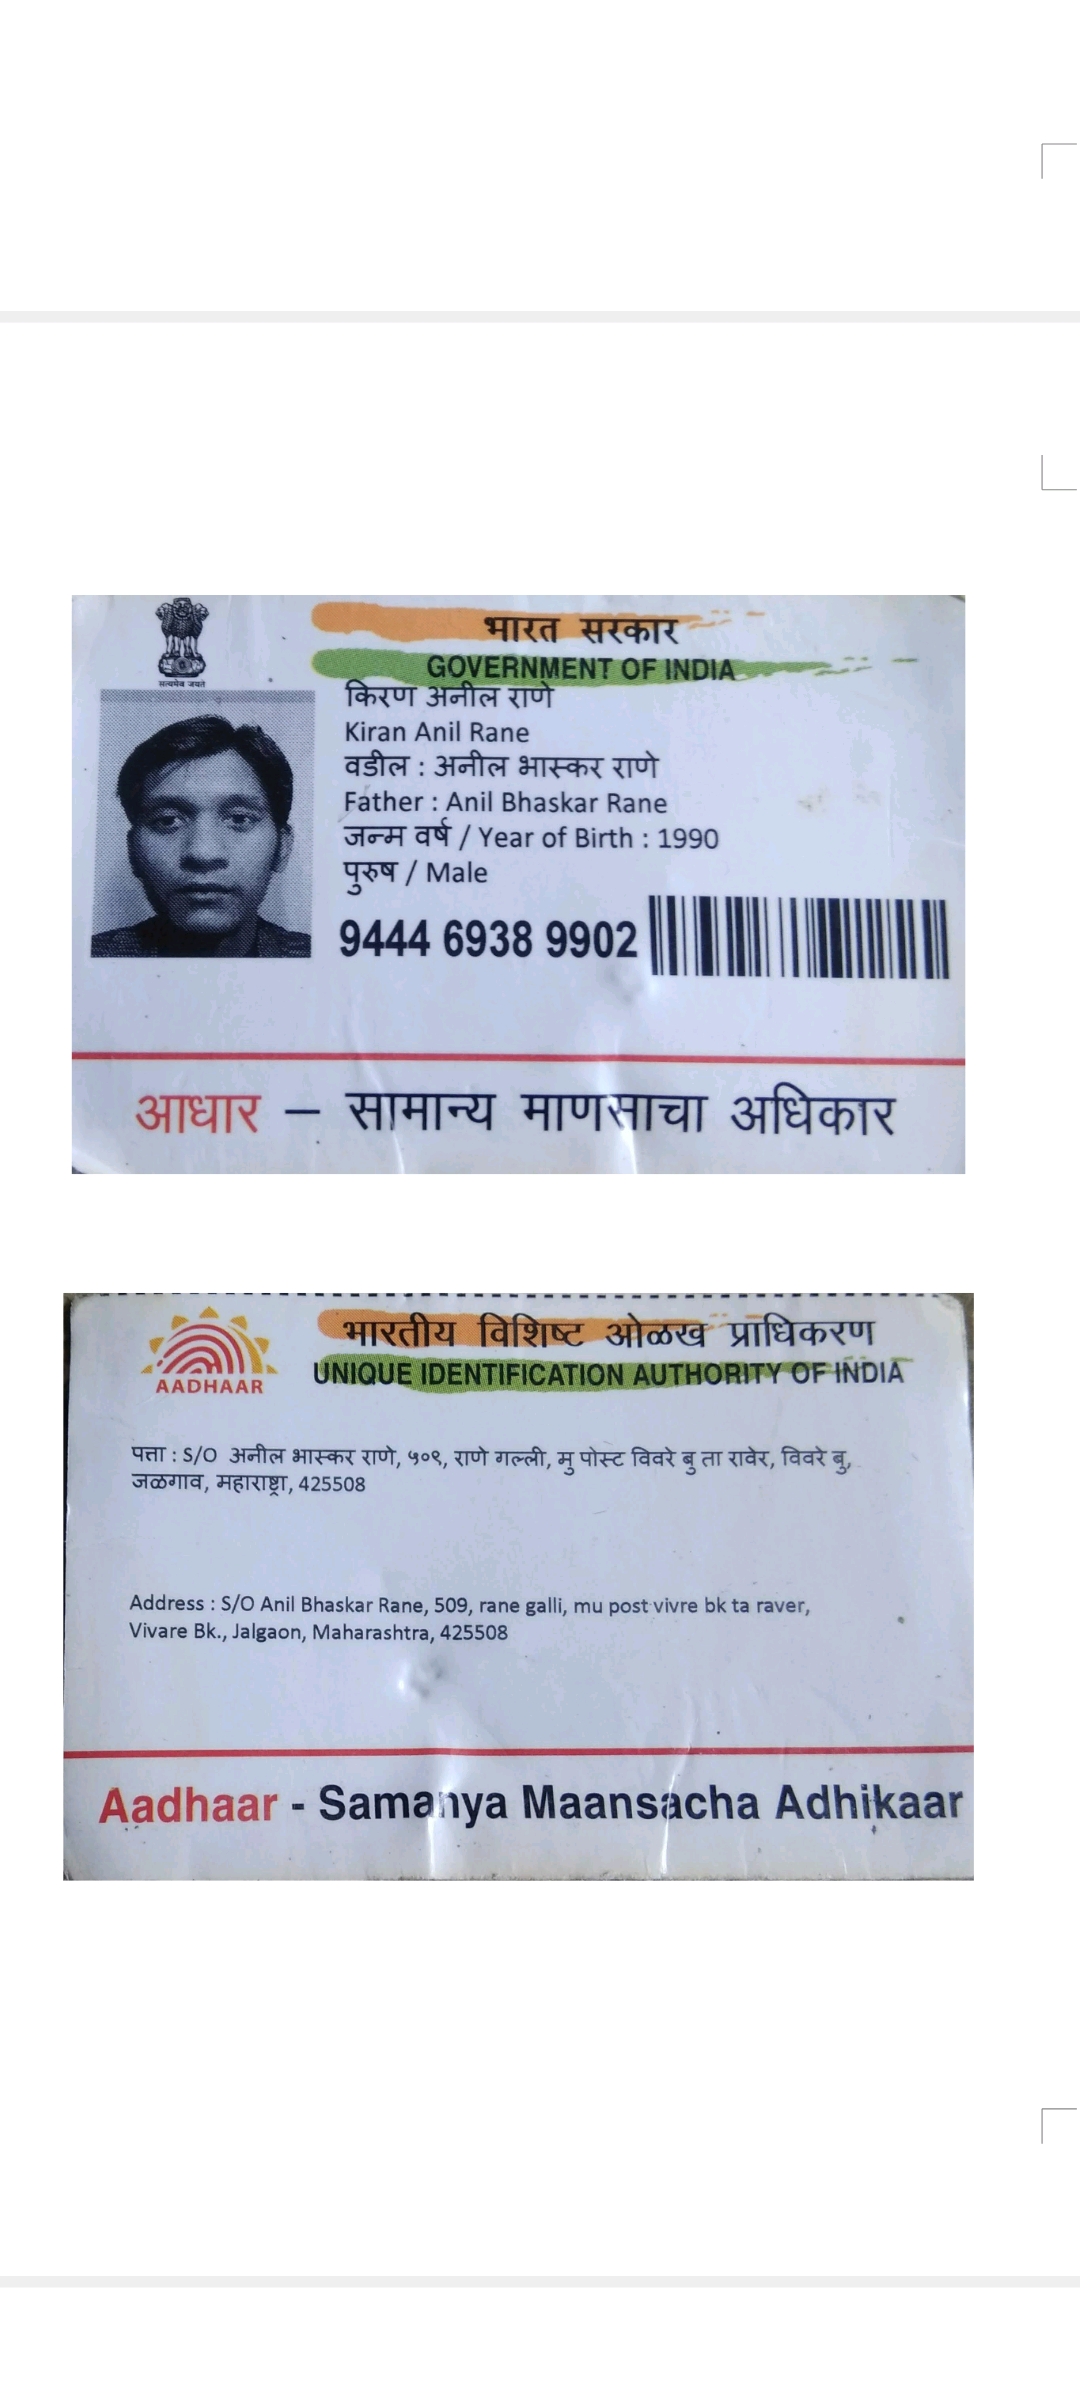 सत्यमेव जयते
भारत सरकार
GOVERNMENT OF INDIA
किरण अनील राणे
Kiran Anil Rane
वडील : अनील भास्कर राणे
Father : Anil Bhaskar Rane
जन्म वर्ष / Year of Birth : 1990
पुरुष / Male
9444 6938 9902
आधार – सामान्य माणसाचा अधिकार
AADHAAR
भारतीय विशिष्ट ओळख प्राधिकरण
UNIQUE IDENTIFICATION AUTHORITY OF INDIA
पत्ता : S/O अनील भास्कर राणे, ५०९, राणे गल्ली, मु पोस्ट विवरे बु ता रावेर, विवरे बु,
जळगाव, महाराष्ट्रा, 425508
Address : S/O Anil Bhaskar Rane, 509, rane galli, mu post vivre bk ta raver,
Vivare Bk., Jalgaon, Maharashtra, 425508
Aadhaar - Samanya Maansacha Adhikaar